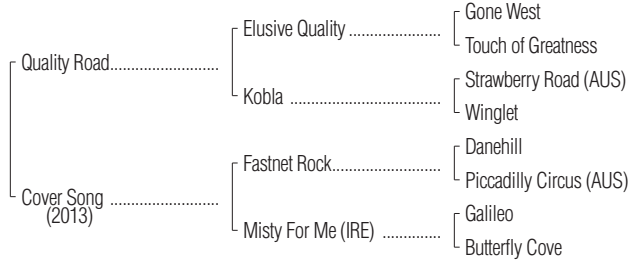 Gone West
Elusive Quality ....................
Touch of Greatness
Quality Road........................
Strawberry Road (AUS)
Kobla .................................
Winglet
Danehill
Fastnet Rock........................
Piccadilly Circus (AUS)
Cover Song ........................
(2013)
Galileo
Misty For Me (IRE) .............
Butterfly Cove